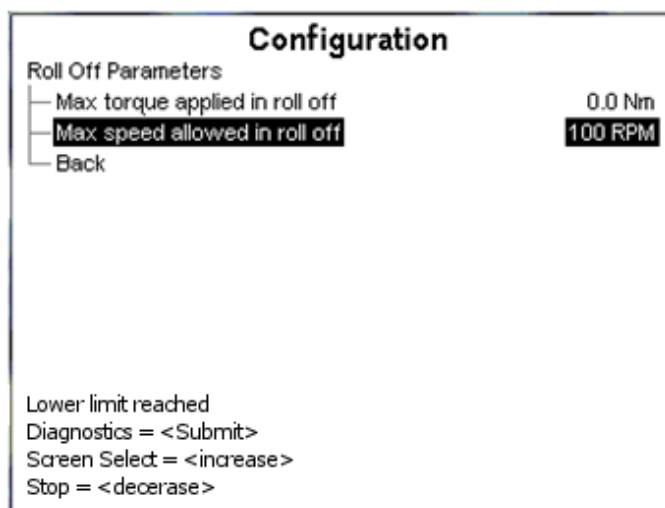 Configuration
Roll Off Parameters
Max torque applied in roll off 0.0 Nm
Max speed allowed in roll off 100 RPM
Back
Lower limit reached
Diagnostics = <Submit>
Screen Select = <increase>
Stop = <decerase>